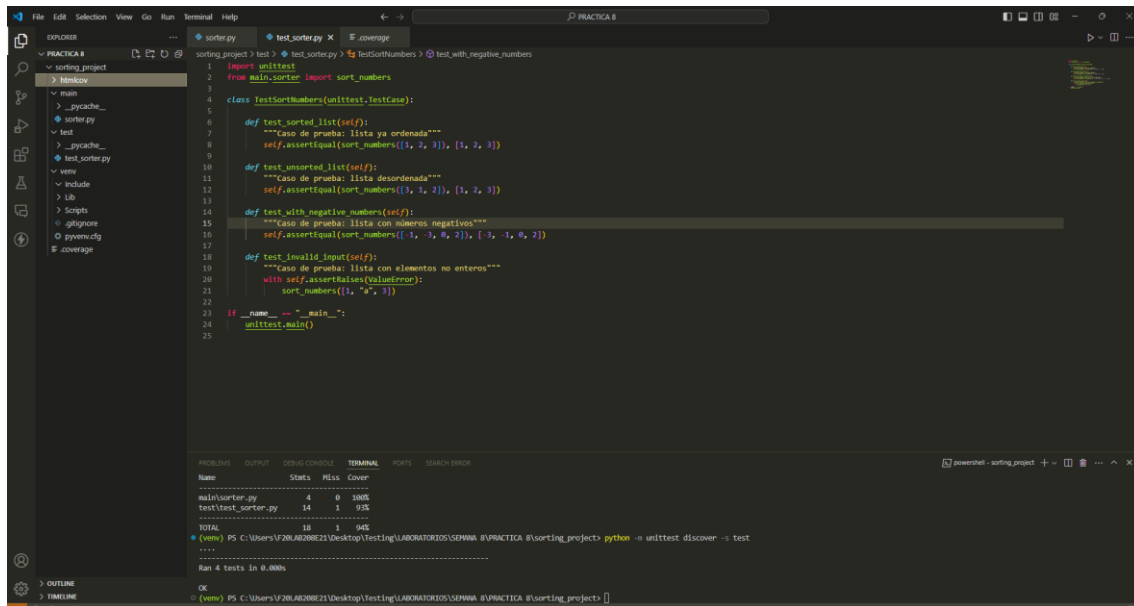 File Edit Selection View Go Run Terminal Help
PRACTICA 8
EXPLORER
sorter.py
test_sorter.py
.coverage
PRACTICA 8
sorting_project
htmlcov
main
__pycache__
sorter.py
test
__pycache__
test_sorter.py
venv
Include
Lib
Scripts
.gitignore
pyvenv.cfg
.coverage
OUTLINE
TIMELINE
sorting_project > test > test_sorter.py > TestSortNumbers > test_with_negative_numbers
1 import unittest
2 from main.sorter import sort_numbers
3
4 class TestSortNumbers(unittest.TestCase):
5
6 def test_sorted_list(self):
7 """Caso de prueba: lista ya ordenada"""
8 self.assertEqual(sort_numbers([1, 2, 3]), [1, 2, 3])
9
10 def test_unsorted_list(self):
11 """Caso de prueba: lista desordenada"""
12 self.assertEqual(sort_numbers([3, 1, 2]), [1, 2, 3])
13
14 def test_with_negative_numbers(self):
15 """Caso de prueba: lista con números negativos"""
16 self.assertEqual(sort_numbers([-1, -3, 0, 2]), [-3, -1, 0, 2])
17
18 def test_invalid_input(self):
19 """Caso de prueba: lista con elementos no enteros"""
20 with self.assertRaises(ValueError):
21 sort_numbers([1, "a", 3])
22
23 if __name__ == "__main__":
24 unittest.main()
25
PROBLEMS OUTPUT DEBUG CONSOLE TERMINAL PORTS SEARCH ERROR
powershell - sorting_project
Name Stmts Miss Cover
----------------------------------------
main\sorter.py 4 0 100%
test\test_sorter.py 14 1 93%
----------------------------------------
TOTAL 18 1 94%
(venv) PS C:\Users\F20LAB208E21\Desktop\Testing\LABORATORIOS\SEMANA 8\PRACTICA 8\sorting_project> python -m unittest discover -s test
....
----------------------------------------------------------------------
Ran 4 tests in 0.000s
OK
(venv) PS C:\Users\F20LAB208E21\Desktop\Testing\LABORATORIOS\SEMANA 8\PRACTICA 8\sorting_project>